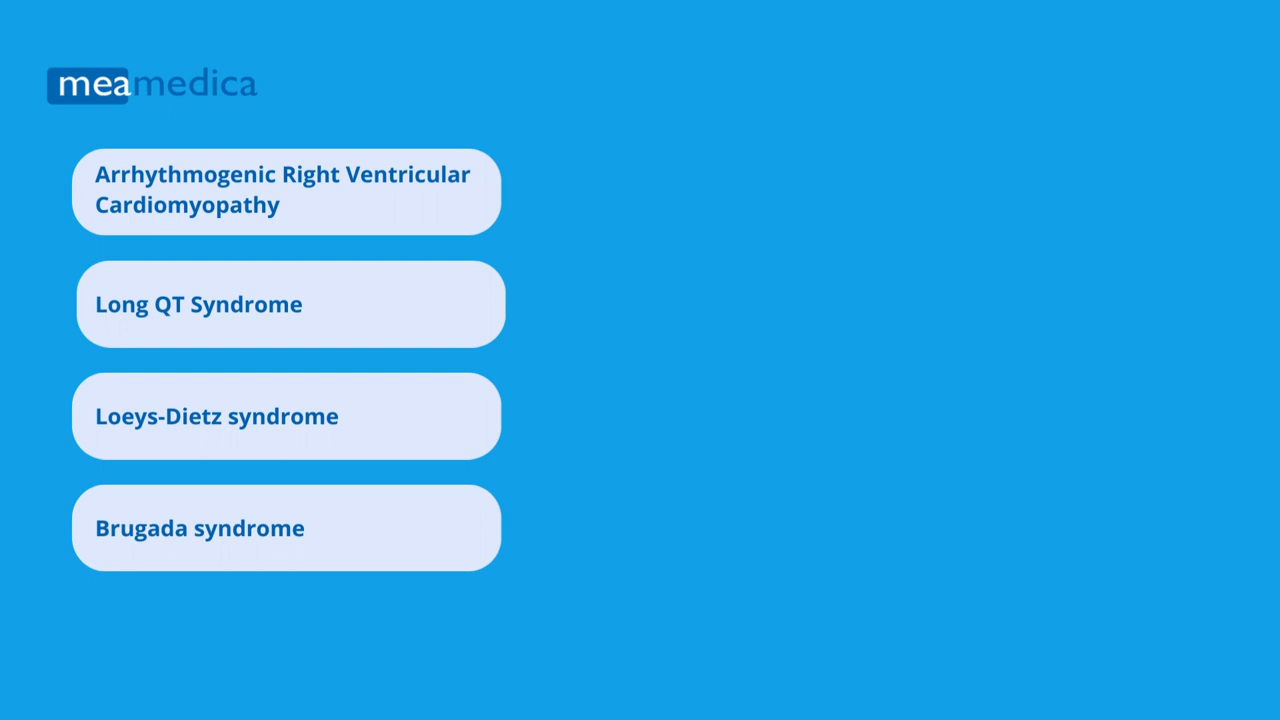 meamedica
Arrhythmogenic Right Ventricular
Cardiomyopathy
Long QT Syndrome
Loeys-Dietz syndrome
Brugada syndrome